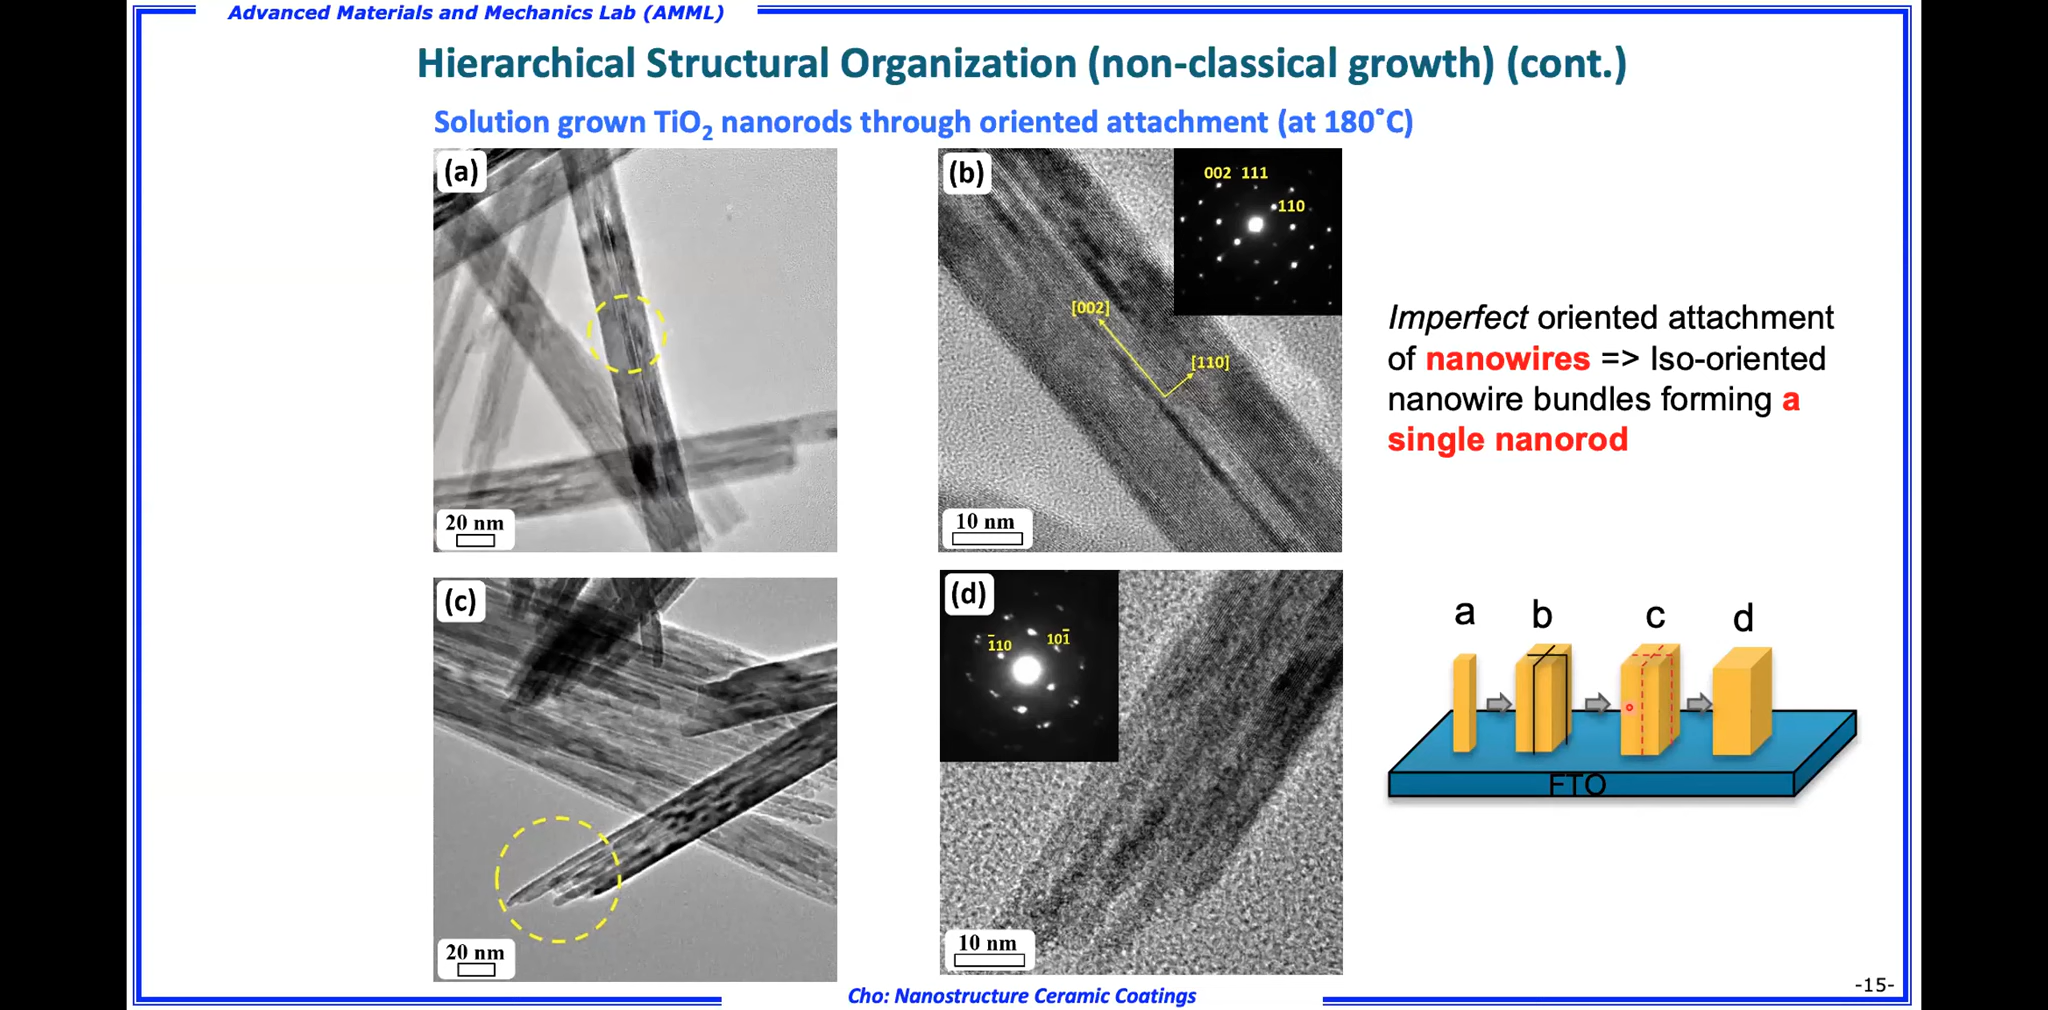 Advanced Materials and Mechanics Lab (AMML)
Hierarchical Structural Organization (non-classical growth) (cont.)
Solution grown TiO₂ nanorods through oriented attachment (at 180˚C)
(a)
20 nm
(b)
002 111
110
[002]
[110]
10 nm
Imperfect oriented attachment
of nanowires => Iso-oriented
nanowire bundles forming a
single nanorod
(c)
20 nm
(d)
1̅10
101̅
10 nm
a b c d
FTO
-15-
Cho: Nanostructure Ceramic Coatings